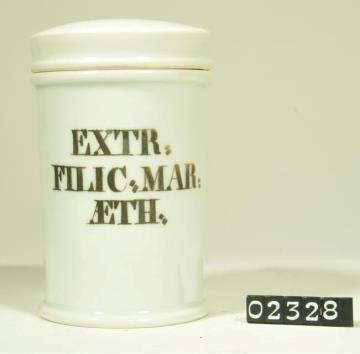 EXTR.
FILIC. MAR.
ÆTH.
02328